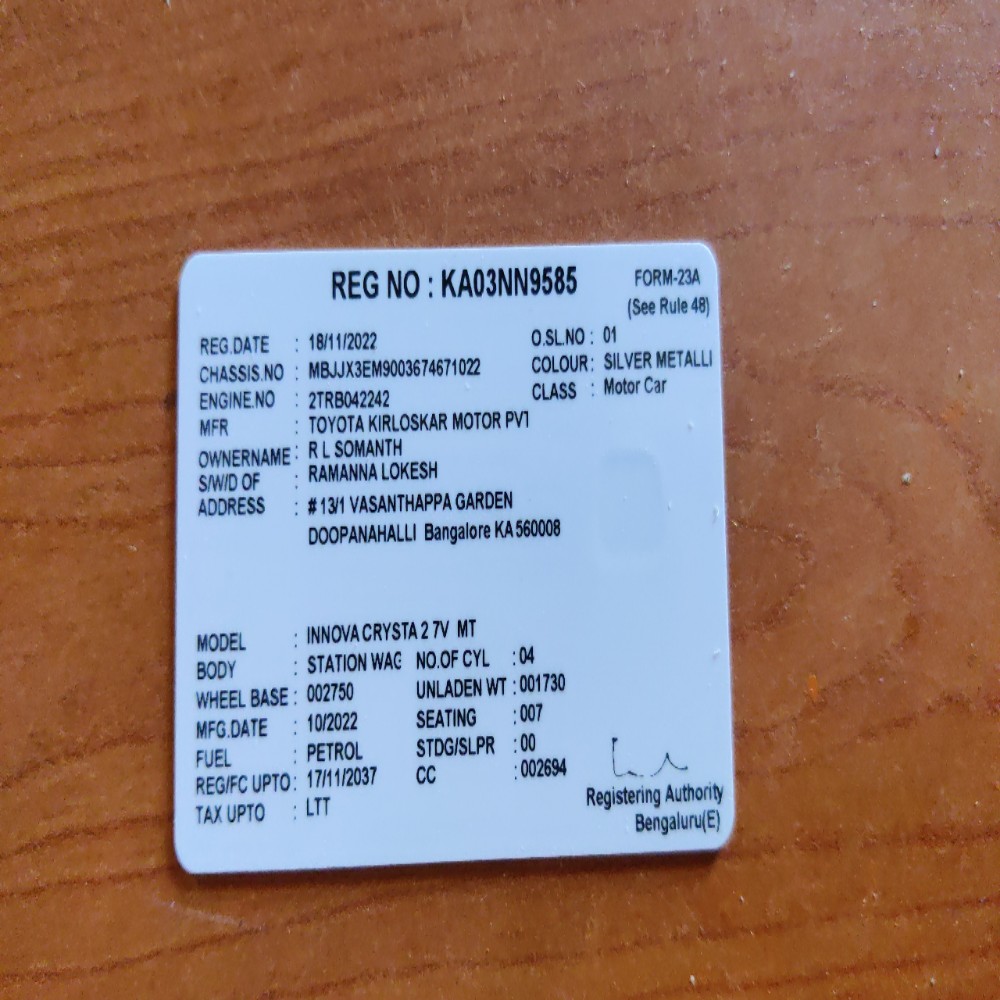 REG NO : KA03NN9585
FORM-23A
(See Rule 48)
REG.DATE : 18/11/2022 O.SL.NO : 01
CHASSIS.NO : MBJJX3EM9003674671022 COLOUR : SILVER METALLI
ENGINE.NO : 2TRB042242 CLASS : Motor Car
MFR : TOYOTA KIRLOSKAR MOTOR PVT
OWNERNAME : R L SOMANTH
S/W/D OF : RAMANNA LOKESH
ADDRESS : # 13/1 VASANTHAPPA GARDEN
DOOPANAHALLI Bangalore KA 560008
MODEL : INNOVA CRYSTA 2 7V MT
BODY : STATION WAG NO.OF CYL : 04
WHEEL BASE : 002750 UNLADEN WT : 001730
MFG.DATE : 10/2022 SEATING : 007
FUEL : PETROL STDG/SLPR : 00
REG/FC UPTO : 17/11/2037 CC : 002694
TAX UPTO : LTT
Registering Authority
Bengaluru(E)